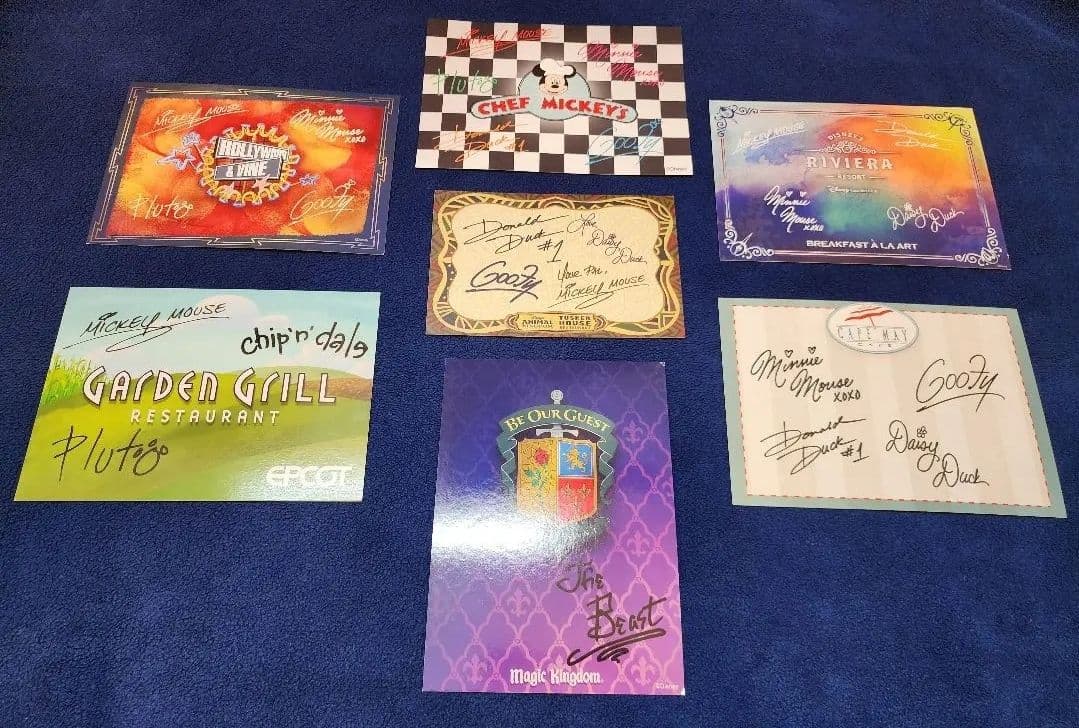 MICKEY MOUSE
Minnie
Mouse
xoxo
Pluto
CHEF MICKEY'S
Donald
Duck #1
GOOFY
©Disney
MICKEY MOUSE
Minnie
Mouse
xoxo
HOLLYWOOD
& VINE
Pluto
GOOFY
MICKEY MOUSE
Donald
Duck
DISNEY'S
RIVIERA
RESORT
Minnie
Mouse
xoxo
Daisy Duck
BREAKFAST À LA ART
Donald
Duck
#1
Love
Daisy
Duck
GOOFY
Your Pal,
MICKEY MOUSE
ANIMAL
TUSKER
HOUSE
MICKEY MOUSE
chip'n'dale
GARDEN GRILL
RESTAURANT
Pluto
EPCOT
CAPE MAY
CAFE
Minnie
Mouse
xoxo
GOOFY
Donald
Duck #1
Daisy
Duck
BE OUR GUEST
The
Beast
Magic Kingdom
©Disney